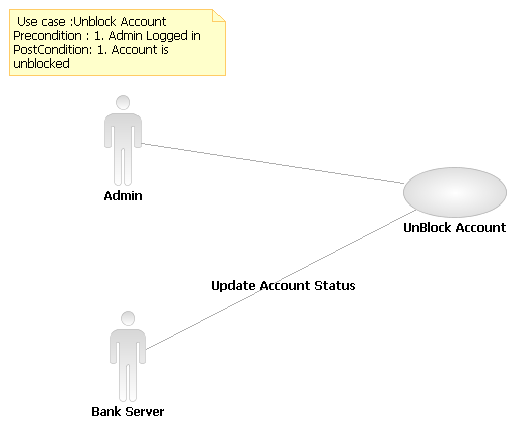 Use case :Unblock Account
Precondition : 1. Admin Logged in
PostCondition: 1. Account is
unblocked
Admin
UnBlock Account
Update Account Status
Bank Server